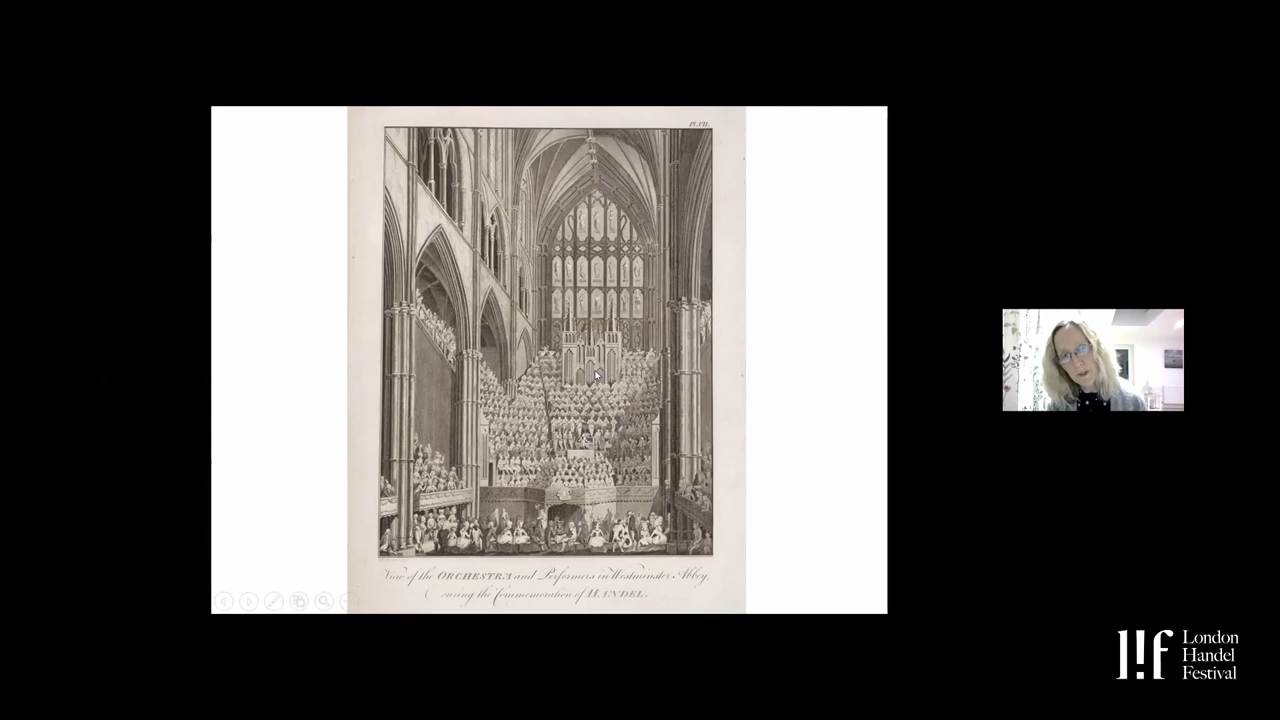 Pl. VII.
View of the ORCHESTRA and Performers in Westminster Abbey,
during the Commemoration of HANDEL.
London
Handel
Festival